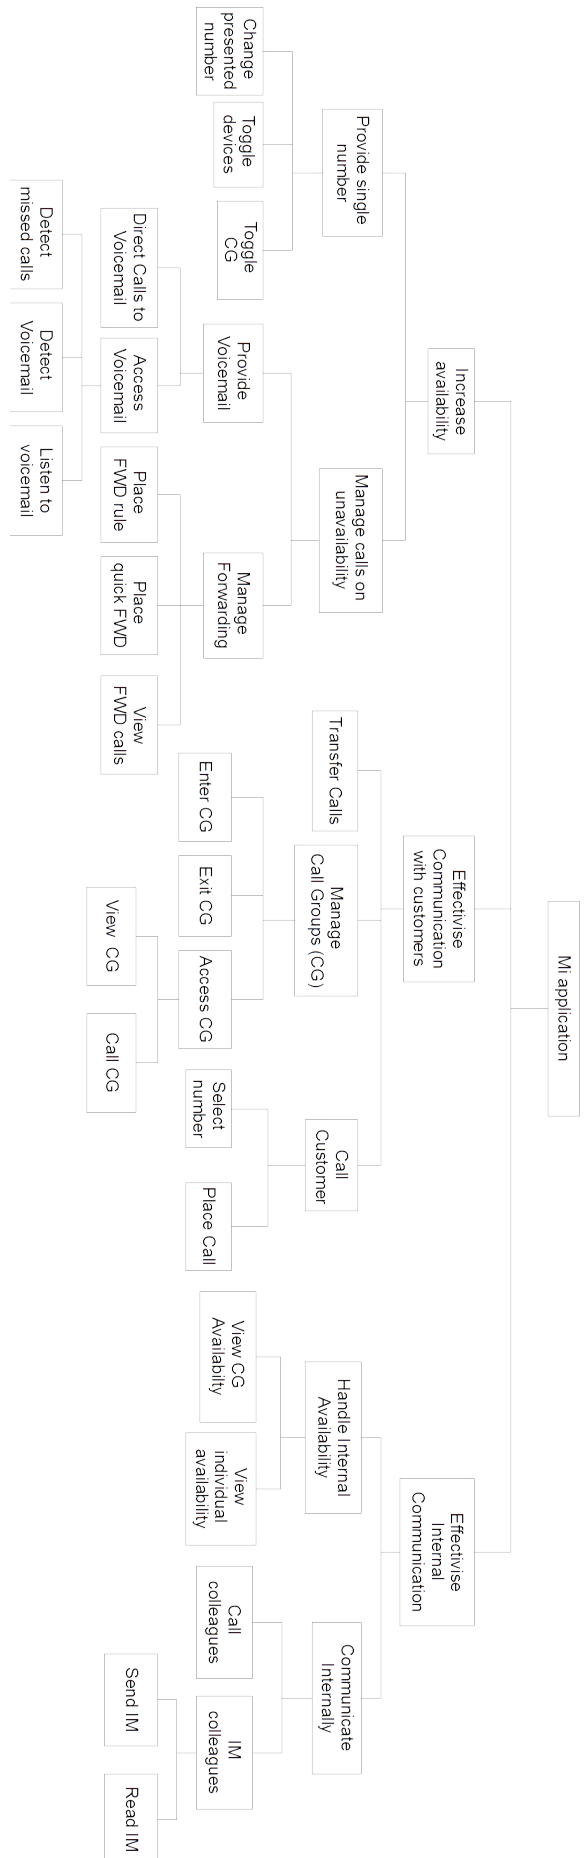 Mi application
Increase
availability
Effectivise
Communication
with customers
Effectivise
Internal
Communication
Provide single
number
Manage calls on
unavailability
Transfer Calls
Manage
Call Groups (CG)
Call
Customer
Handle Internal
Availability
Communicate
Internally
Change
presented
number
Toggle
devices
Toggle
CG
Provide
Voicemail
Manage
Forwarding
Enter CG
Exit CG
Access CG
Select
number
Place Call
View CG
Availabilty
View
individual
availability
Call
colleagues
IM
colleagues
Direct Calls to
Voicemail
Access
Voicemail
Place
FWD rule
Place
quick FWD
View
FWD calls
View CG
Call CG
Send IM
Read IM
Detect
missed calls
Detect
Voicemail
Listen to
voicemail